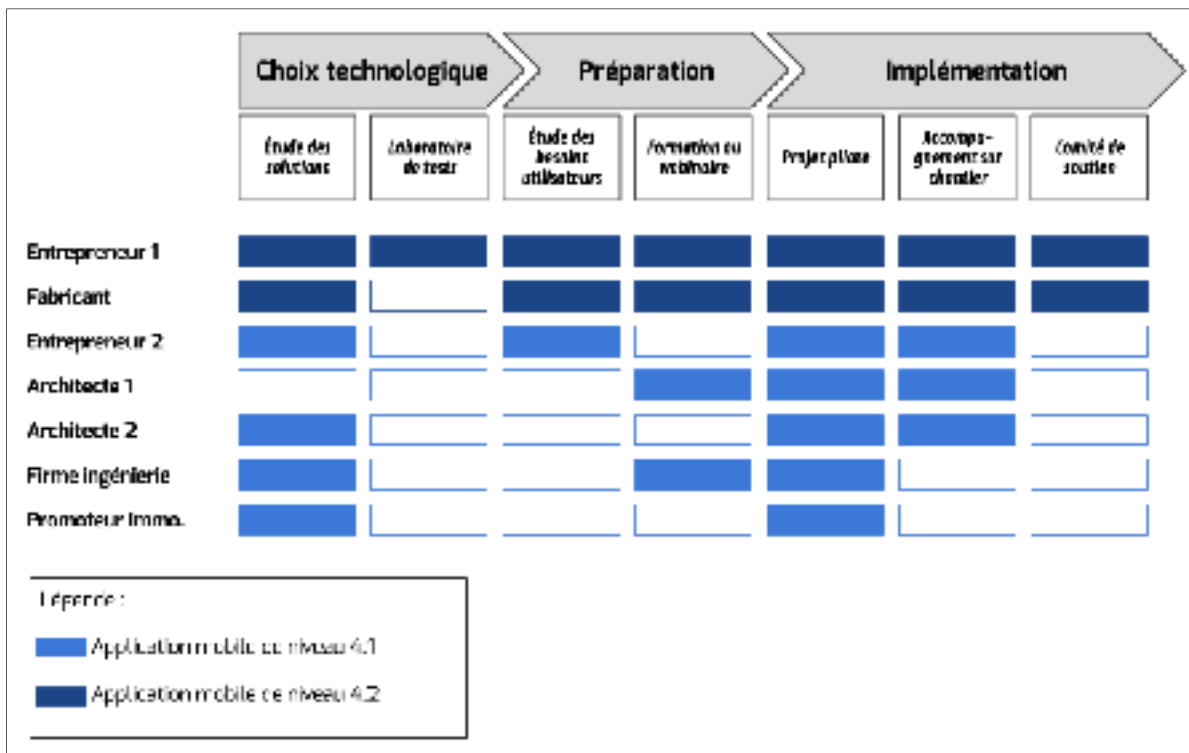 Choix technologique
Préparation
Implémentation
Étude des
solutions
Laboratoire
de tests
Étude des
besoins
utilisateurs
Formation ou
webinaire
Projet pilote
Accompa-
gnement sur
chantier
Comité de
soutien
Entrepreneur 1
Fabricant
Entrepreneur 2
Architecte 1
Architecte 2
Firme ingénierie
Promoteur immo.
Légende :
Application mobile de niveau 4.1
Application mobile de niveau 4.2